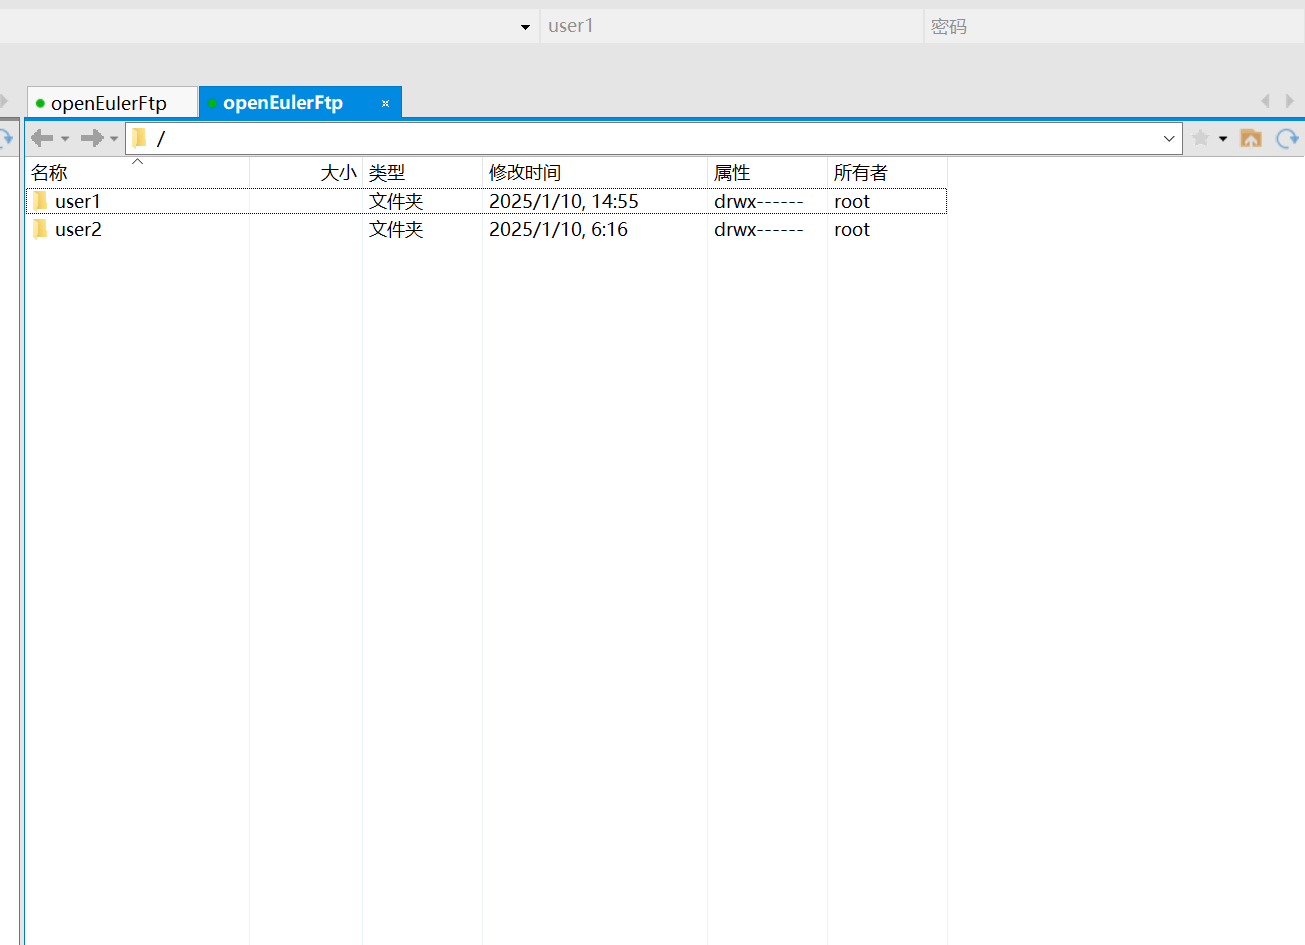 user1 密码
openEulerFtp openEulerFtp
/
名称 大小 类型 修改时间 属性 所有者
user1 文件夹 2025/1/10, 14:55 drwx------ root
user2 文件夹 2025/1/10, 6:16 drwx------ root